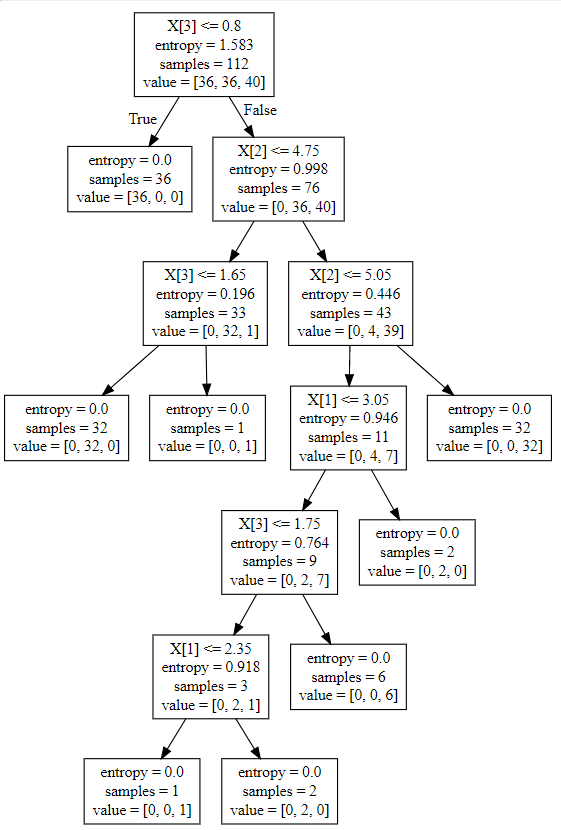 X[3] <= 0.8
entropy = 1.583
samples = 112
value = [36, 36, 40]
True
False
entropy = 0.0
samples = 36
value = [36, 0, 0]
X[2] <= 4.75
entropy = 0.998
samples = 76
value = [0, 36, 40]
X[3] <= 1.65
entropy = 0.196
samples = 33
value = [0, 32, 1]
X[2] <= 5.05
entropy = 0.446
samples = 43
value = [0, 4, 39]
entropy = 0.0
samples = 32
value = [0, 32, 0]
entropy = 0.0
samples = 1
value = [0, 0, 1]
X[1] <= 3.05
entropy = 0.946
samples = 11
value = [0, 4, 7]
entropy = 0.0
samples = 32
value = [0, 0, 32]
X[3] <= 1.75
entropy = 0.764
samples = 9
value = [0, 2, 7]
entropy = 0.0
samples = 2
value = [0, 2, 0]
X[1] <= 2.35
entropy = 0.918
samples = 3
value = [0, 2, 1]
entropy = 0.0
samples = 6
value = [0, 0, 6]
entropy = 0.0
samples = 1
value = [0, 0, 1]
entropy = 0.0
samples = 2
value = [0, 2, 0]